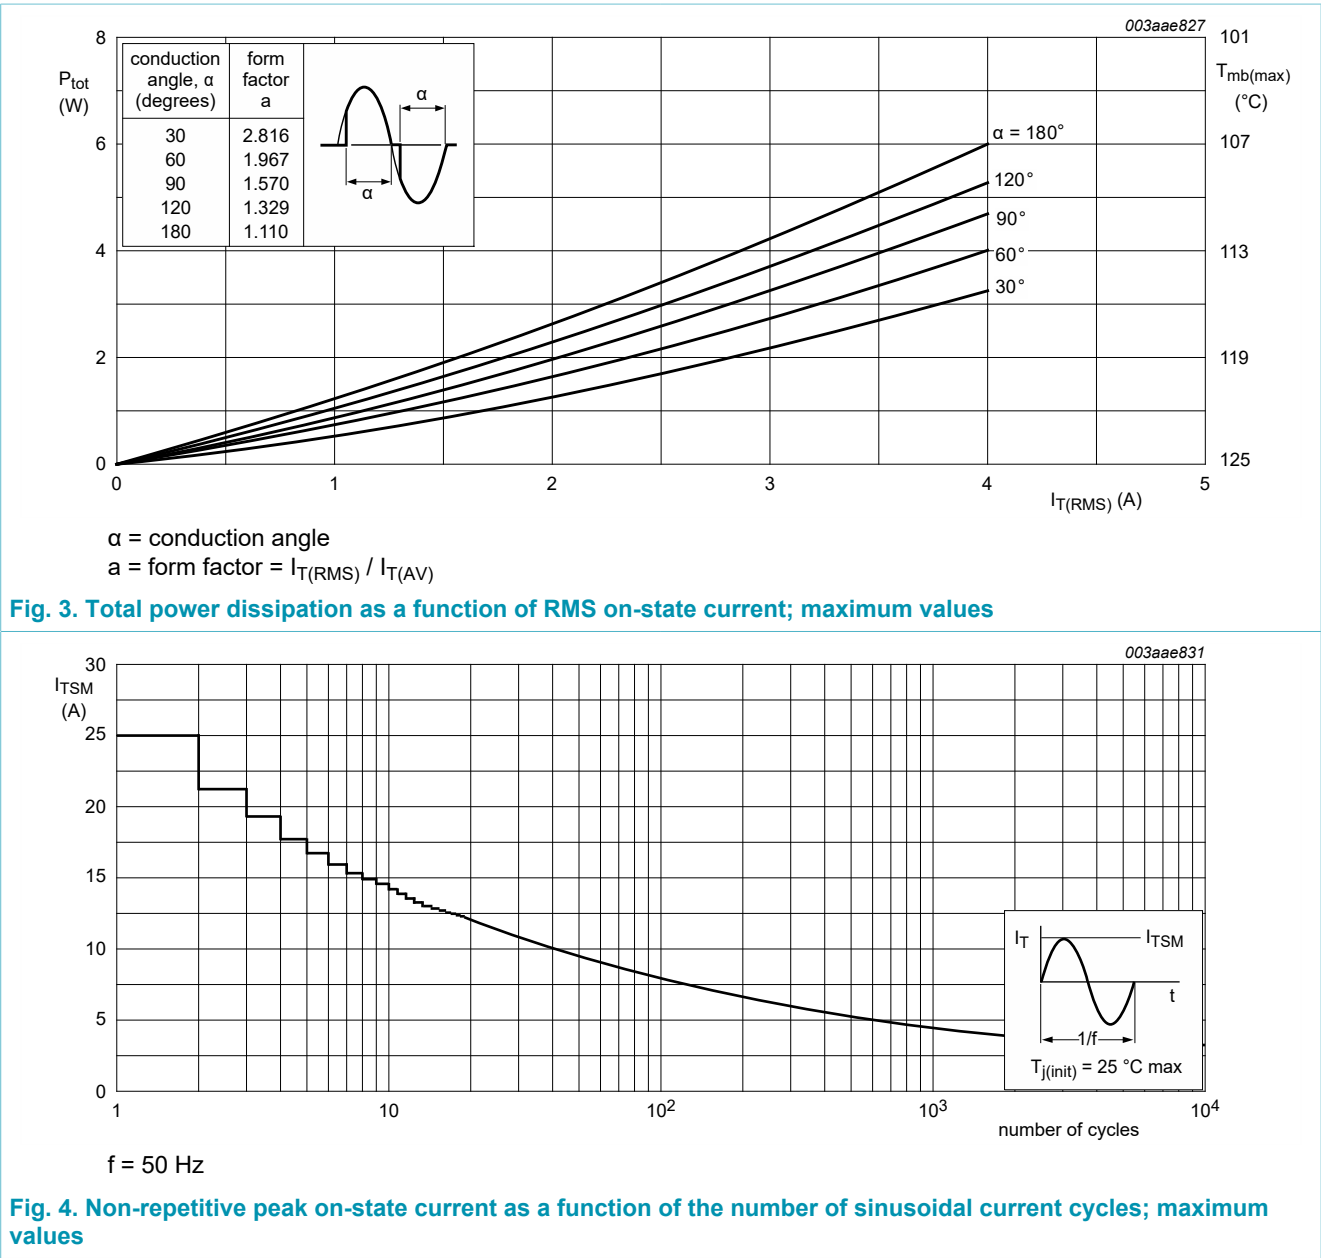 003aae827
8
6
4
2
0
Ptot
(W)
conduction angle, α (degrees)
form factor a
30 2.816
60 1.967
90 1.570
120 1.329
180 1.110
α
α
α = 180°
120°
90°
60°
30°
101
Tmb(max)
(°C)
107
113
119
125
0 1 2 3 4 5
IT(RMS) (A)
α = conduction angle
a = form factor = IT(RMS) / IT(AV)
Fig. 3. Total power dissipation as a function of RMS on-state current; maximum values
003aae831
30
ITSM
(A)
25
20
15
10
5
0
IT
ITSM
t
1/f
Tj(init) = 25 °C max
1 10 10² 10³ 10⁴
number of cycles
f = 50 Hz
Fig. 4. Non-repetitive peak on-state current as a function of the number of sinusoidal current cycles; maximum
values